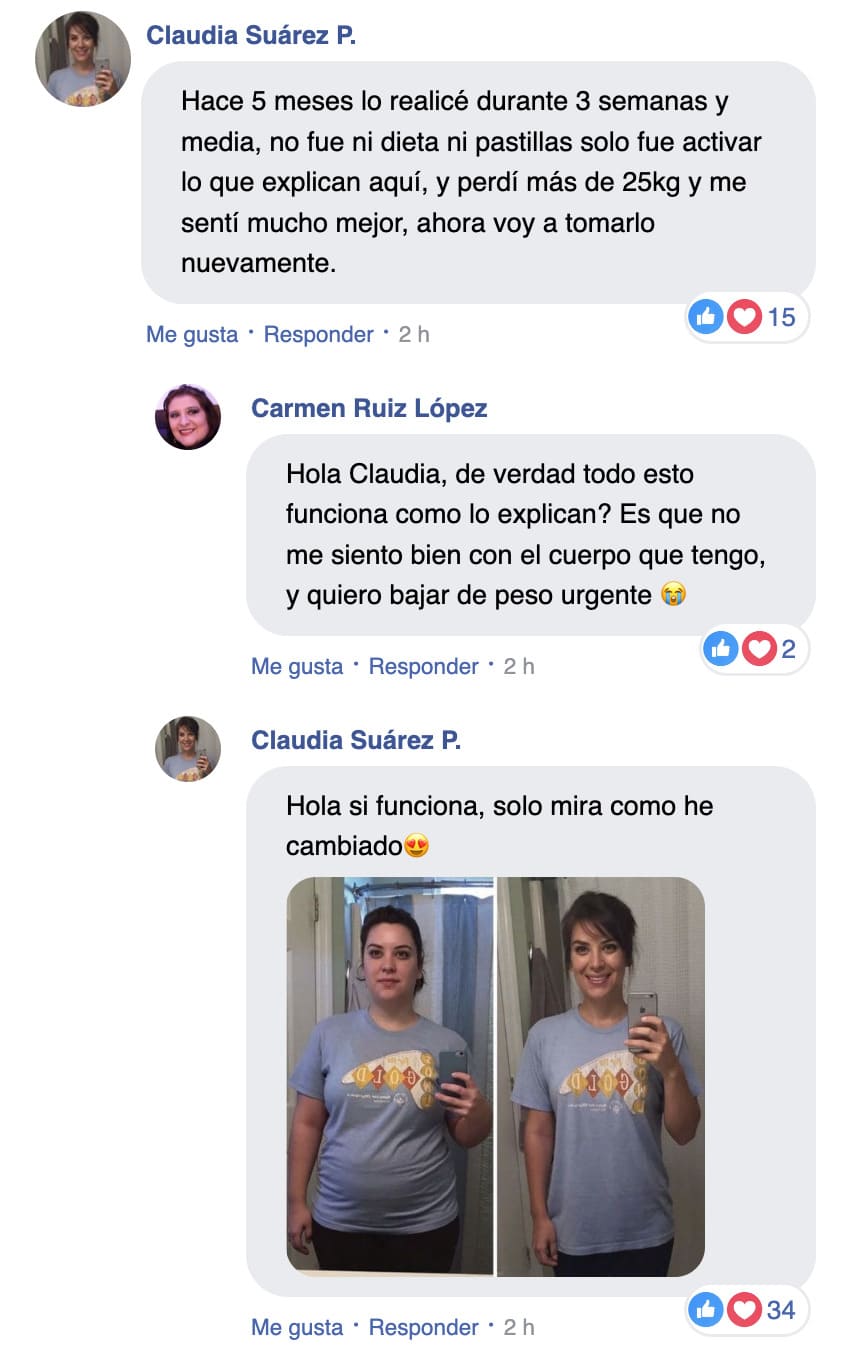 Claudia Suárez P.
Hace 5 meses lo realicé durante 3 semanas y
media, no fue ni dieta ni pastillas solo fue activar
lo que explican aquí, y perdí más de 25kg y me
sentí mucho mejor, ahora voy a tomarlo
nuevamente.
15
Me gusta · Responder · 2 h
Carmen Ruiz López
Hola Claudia, de verdad todo esto
funciona como lo explican? Es que no
me siento bien con el cuerpo que tengo,
y quiero bajar de peso urgente 😭
2
Me gusta · Responder · 2 h
Claudia Suárez P.
Hola si funciona, solo mira como he
cambiado😍
GOLD
GOLD
34
Me gusta · Responder · 2 h